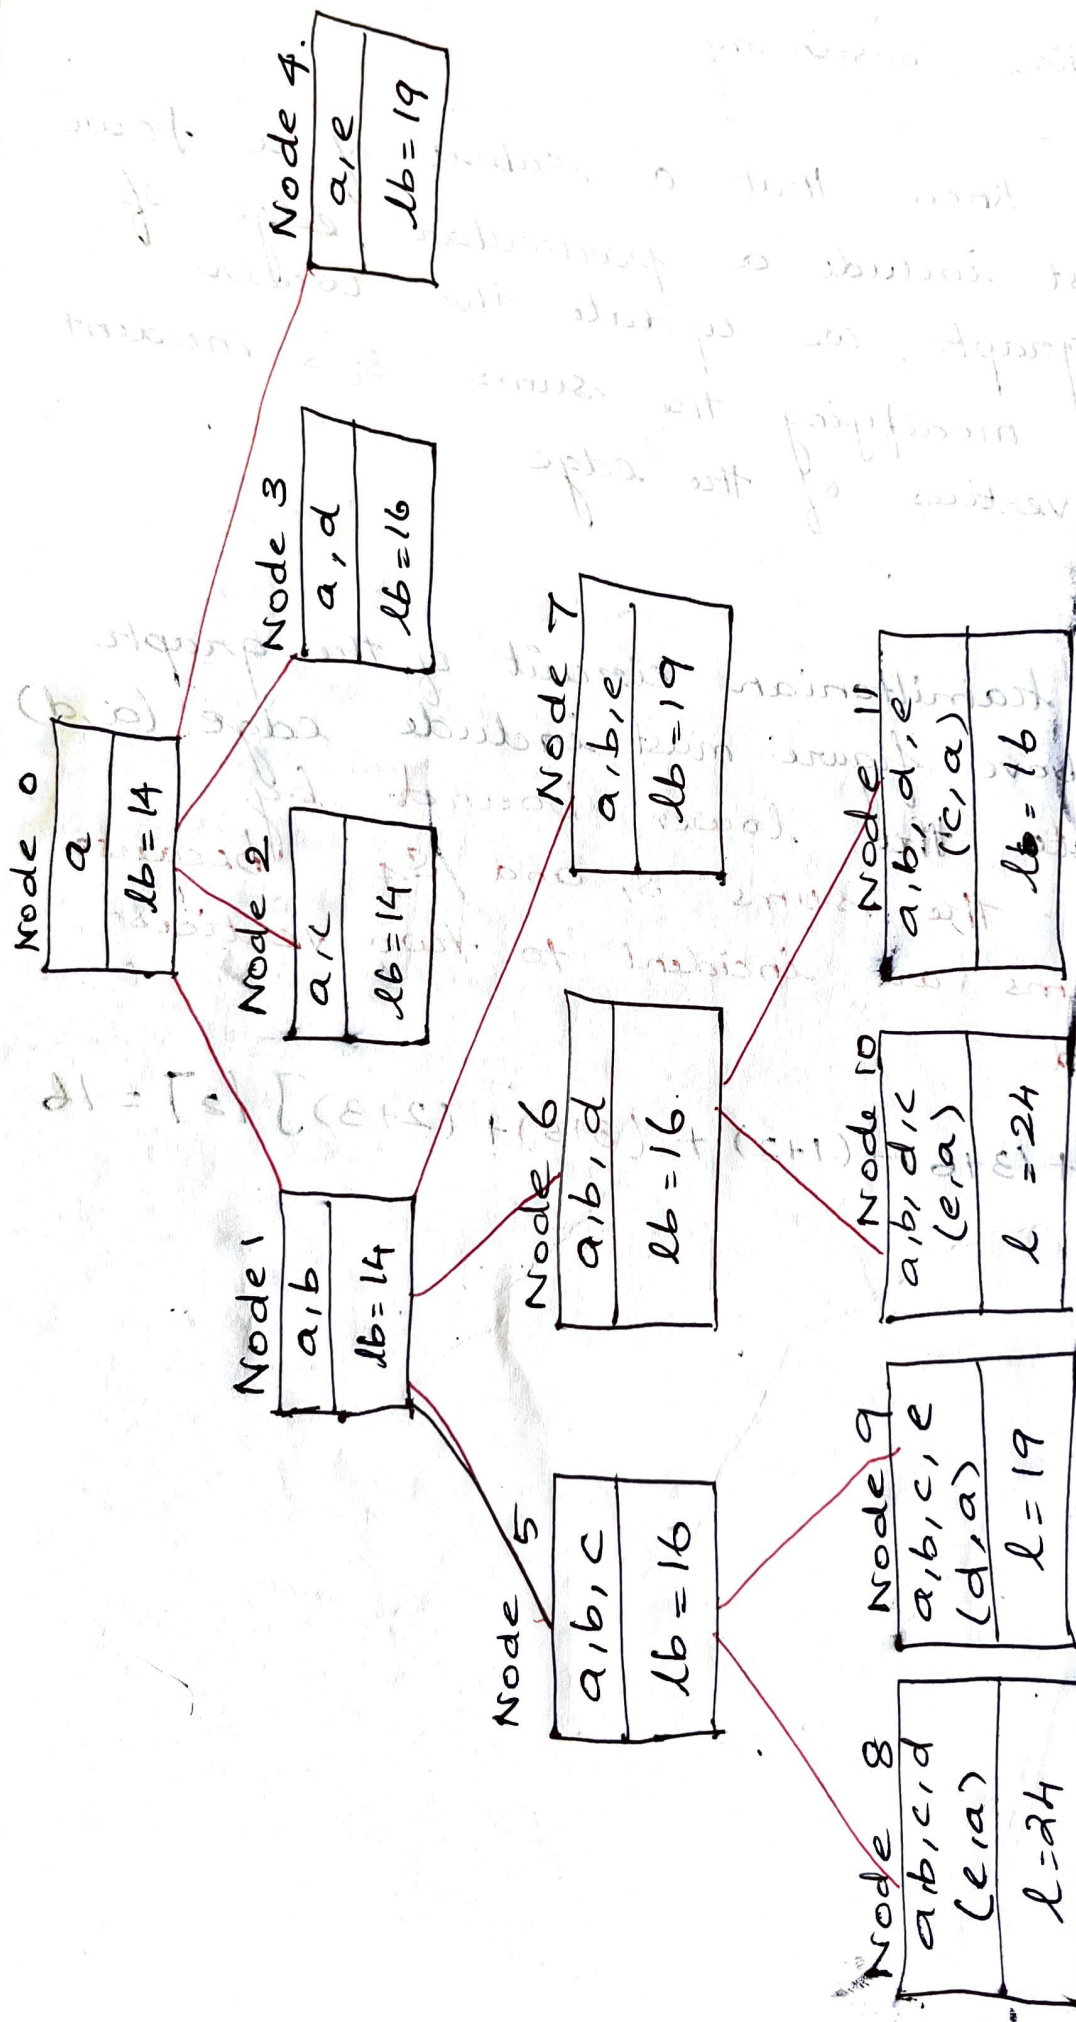 Node 0
a
lb=14
Node 1
a,b
lb=14
Node 2
a,c
lb=14
Node 3
a,d
lb=16
Node 4.
a,e
lb=19
Node 5
a,b,c
lb=16
Node 6
a,b,d
lb=16.
Node 7
a,b,e
lb=19
Node 8
a,b,c,d
(e,a)
l=24
Node 9
a,b,c,e
(d,a)
l=19
Node 10
a,b,d,c
(e,a)
l=24
Node 11
a,b,d,e
(c,a)
lb=16